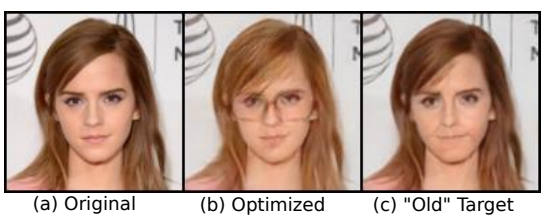 (a) Original
(b) Optimized
(c) "Old" Target